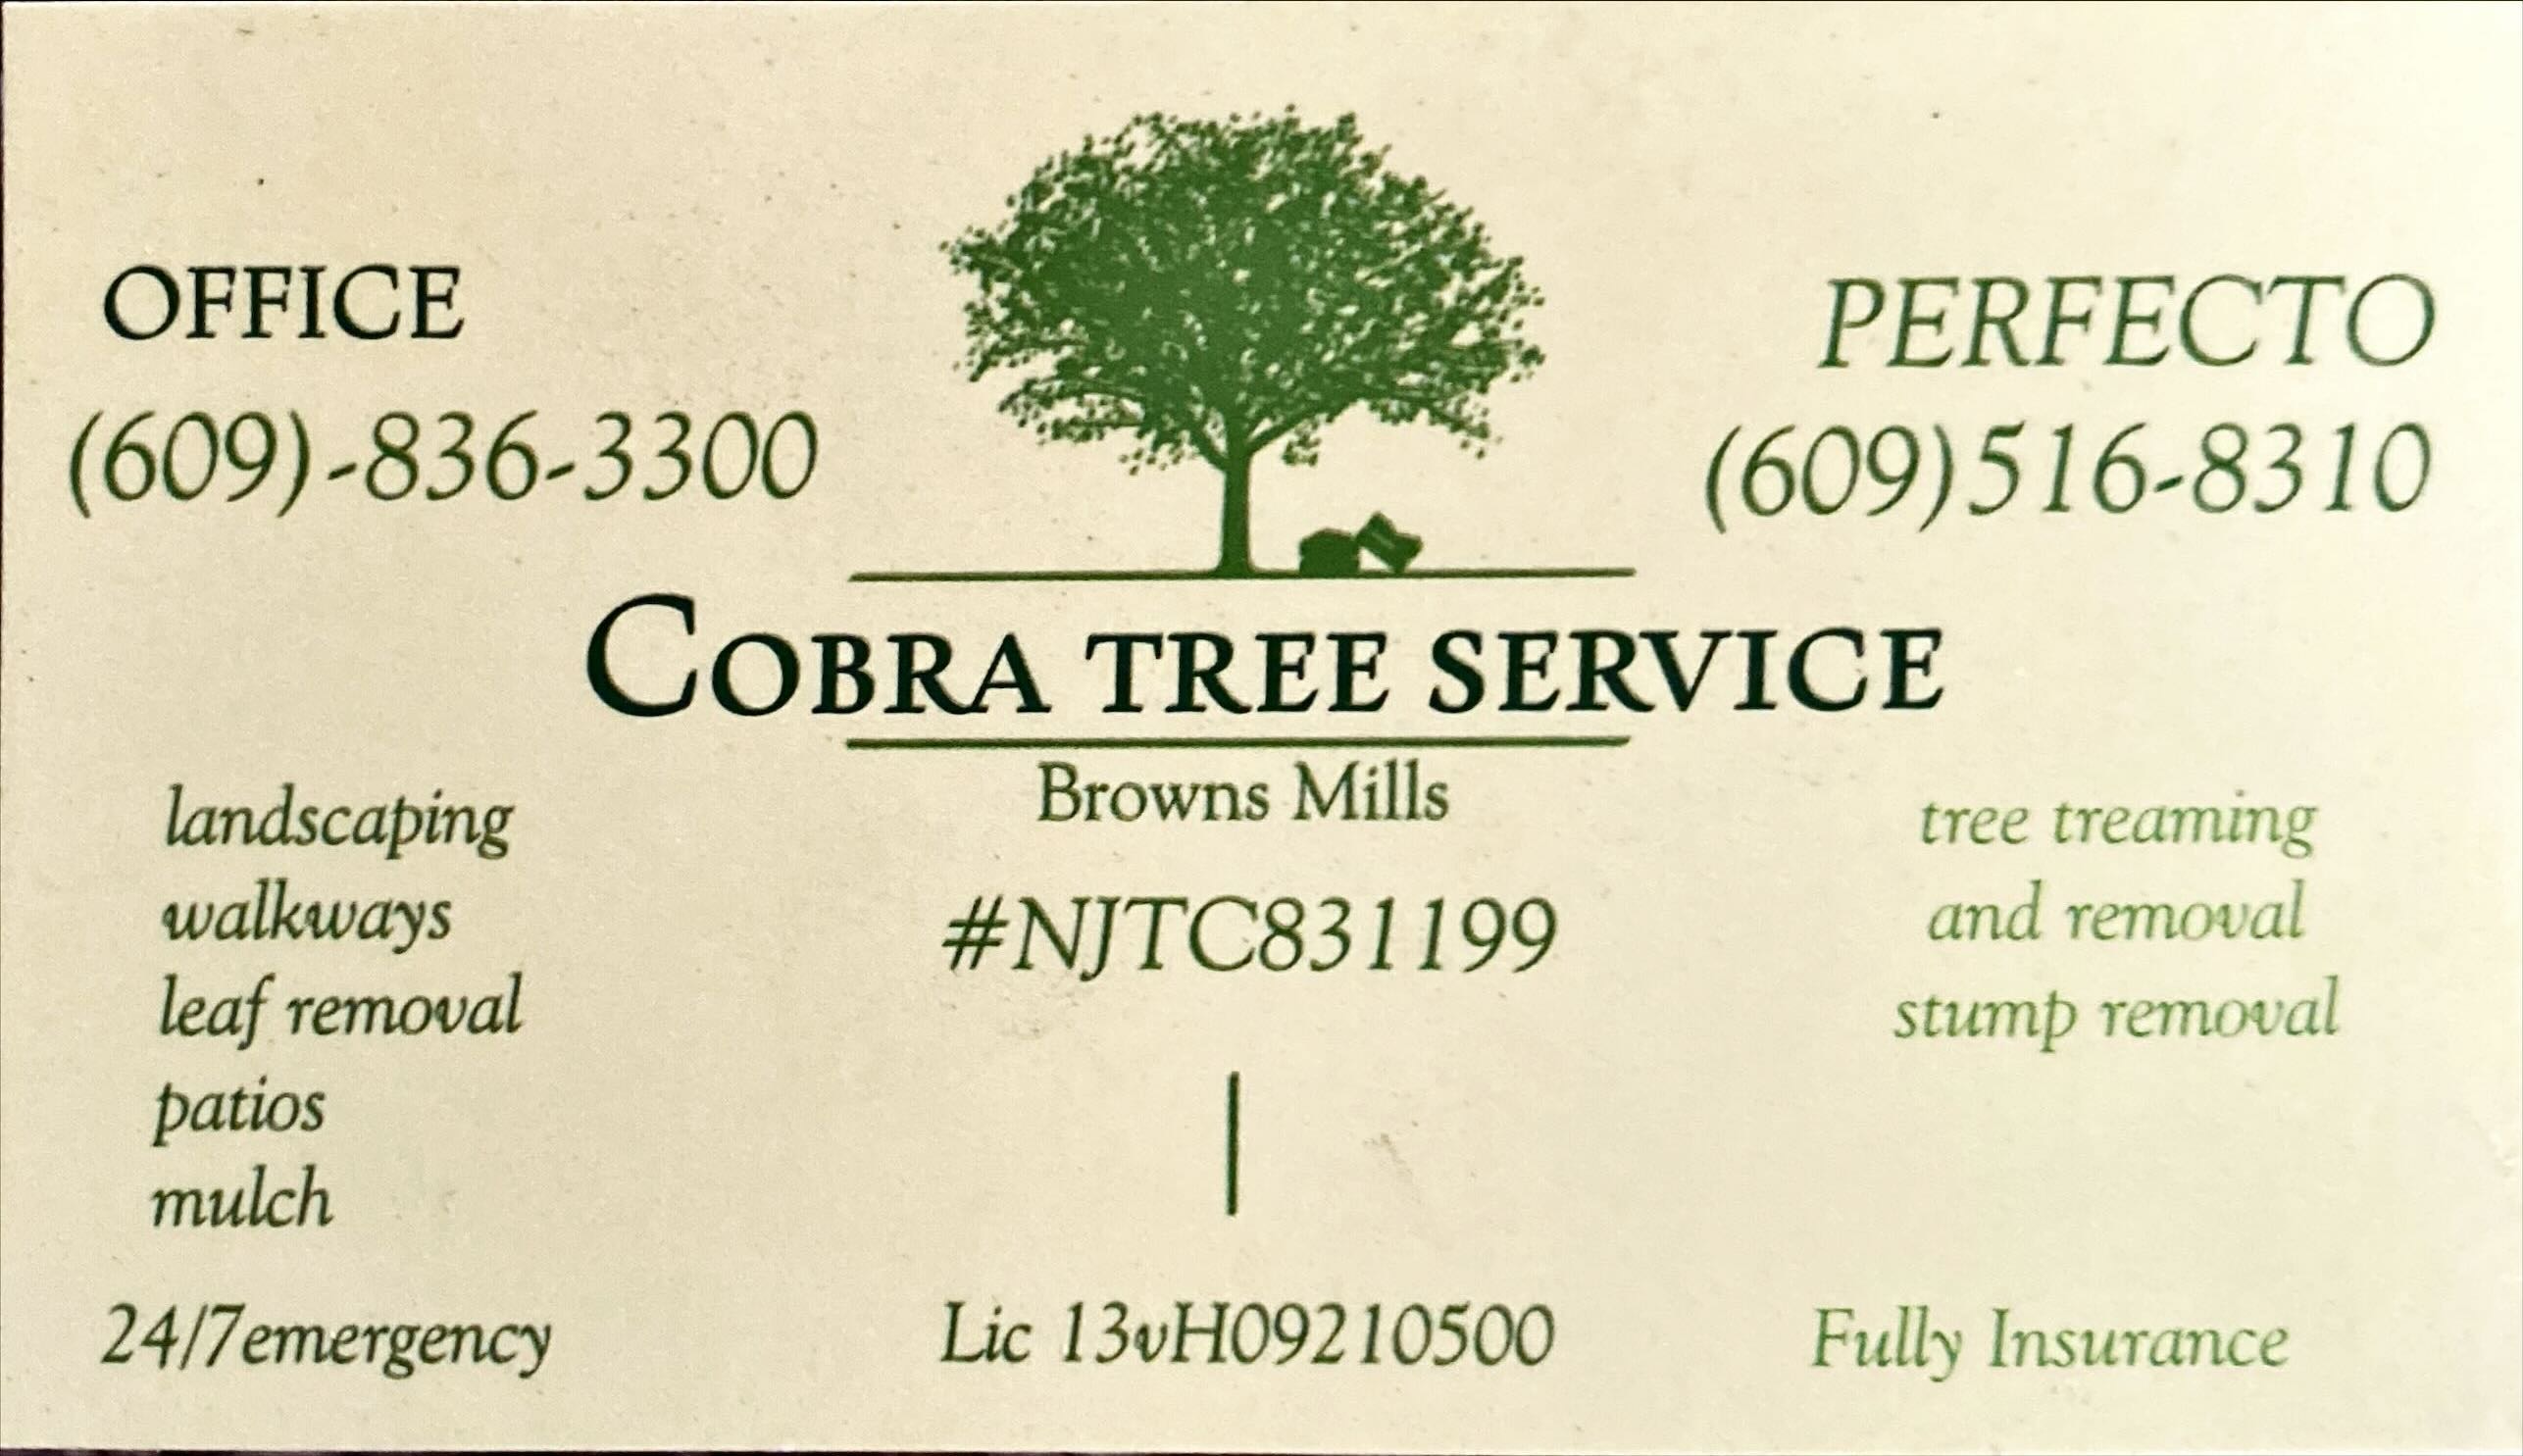 OFFICE
(609)-836-3300
PERFECTO
(609)516-8310
COBRA TREE SERVICE
Browns Mills
#NJTC831199
landscaping
walkways
leaf removal
patios
mulch
tree treaming
and removal
stump removal
24/7emergency
Lic 13vH09210500
Fully Insurance